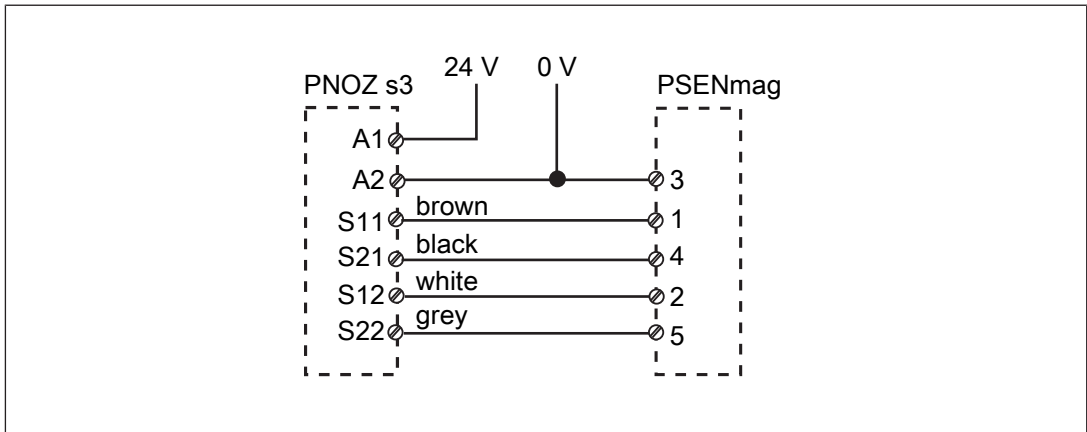 24 V 0 V
PNOZ s3 PSENmag
A1
A2 3
S11 brown 1
S21 black 4
S12 white 2
S22 grey 5